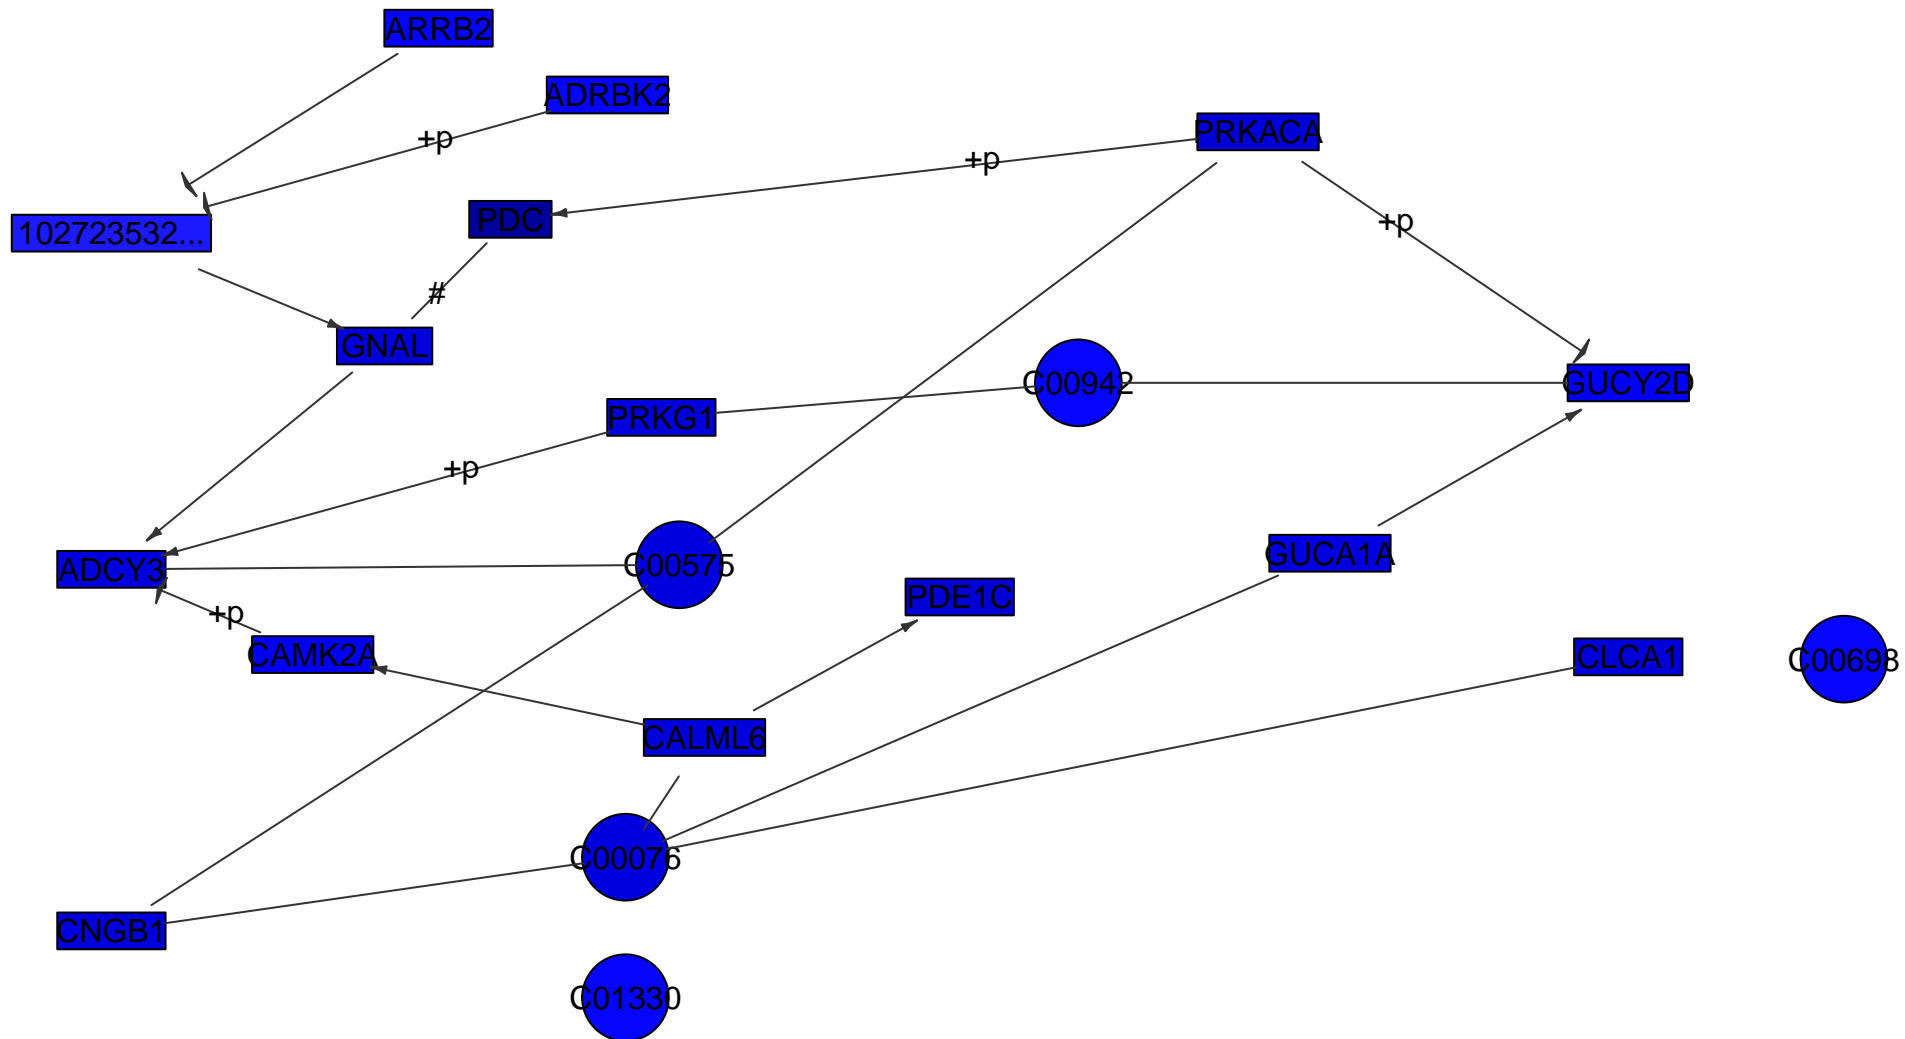 ARRB2
ADRBK2
PRKACA
+p
+p
PDC
+p
102723532...
#
GNAL
C00942
GUCY2D
PRKG1
+p
GUCA1A
C00575
ADCY3
PDE1C
+p
CAMK2A
CLCA1
C00698
CALML6
C00076
CNGB1
C01330